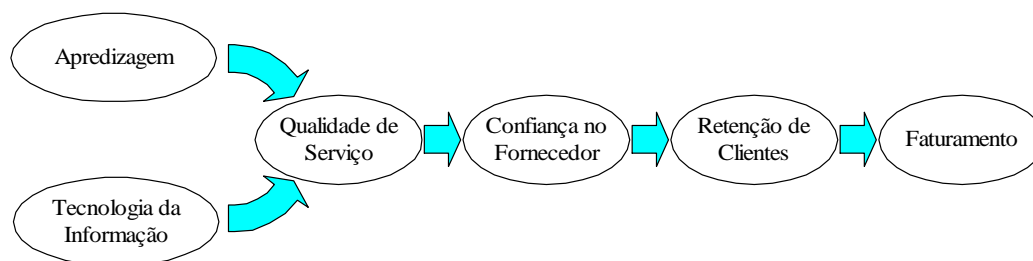 Apredizagem
Qualidade de
Serviço
Confiança no
Fornecedor
Retenção de
Clientes
Faturamento
Tecnologia da
Informação